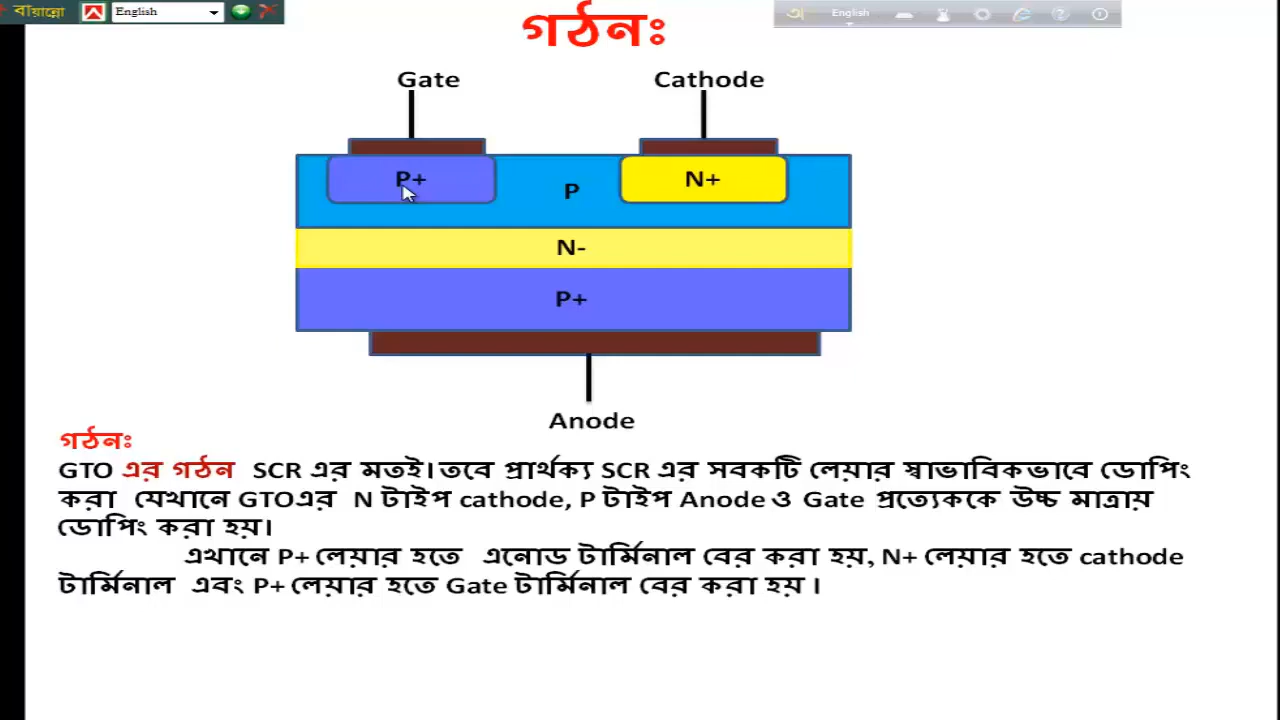 বায়ান্নো English English
গঠনঃ
Gate Cathode
P+ P N+
N-
P+
Anode
গঠনঃ
GTO এর গঠন SCR এর মতই। তবে প্রার্থক্য SCR এর সবকটি লেয়ার স্বাভাবিকভাবে ডোপিং
করা যেখানে GTOএর N টাইপ cathode, P টাইপ Anode ও Gate প্রত্যেককে উচ্চ মাত্রায়
ডোপিং করা হয়।
এখানে P+ লেয়ার হতে এনোড টার্মিনাল বের করা হয়, N+ লেয়ার হতে cathode
টার্মিনাল এবং P+ লেয়ার হতে Gate টার্মিনাল বের করা হয় ।